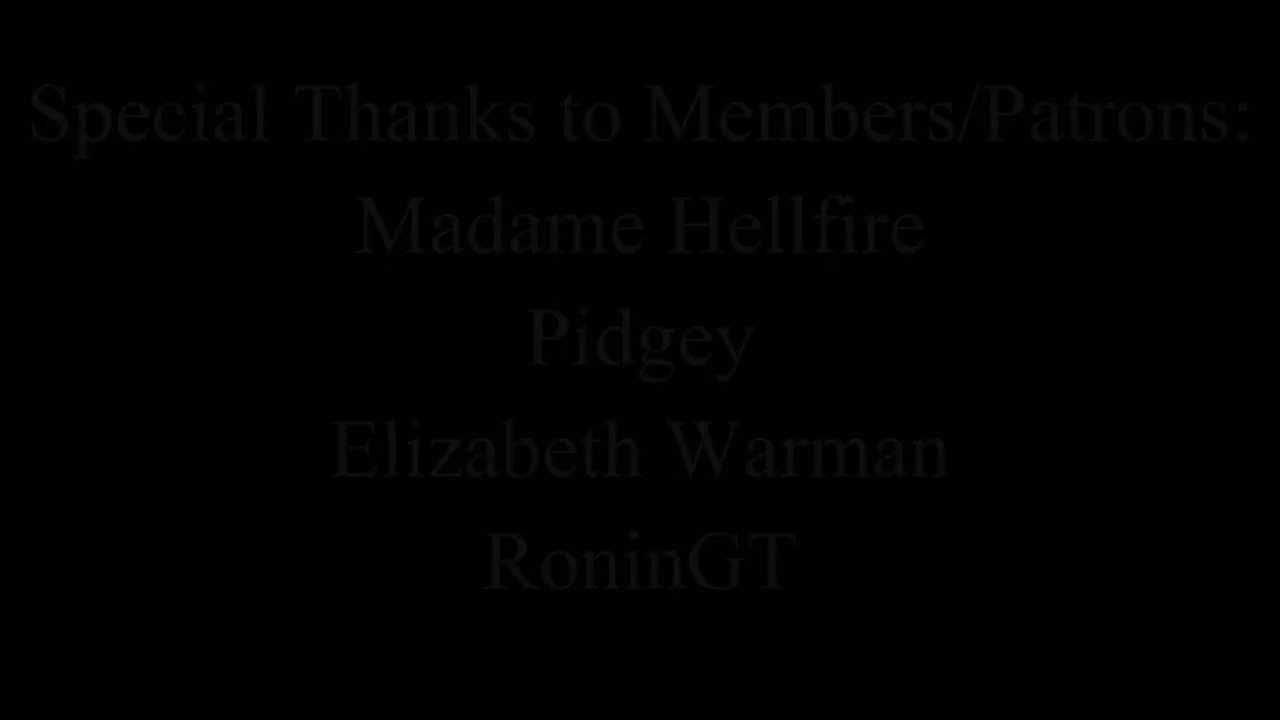 Special Thanks to Members/Patrons:
Madame Hellfire
Pidgey
Elizabeth Warman
RoninGT